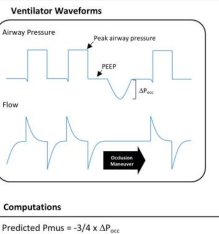 Ventilator Waveforms
Airway Pressure
Peak airway pressure
PEEP
ΔPocc
Flow
Occlusion
Maneuver
Computations
Predicted Pmus = -3/4 x ΔPocc